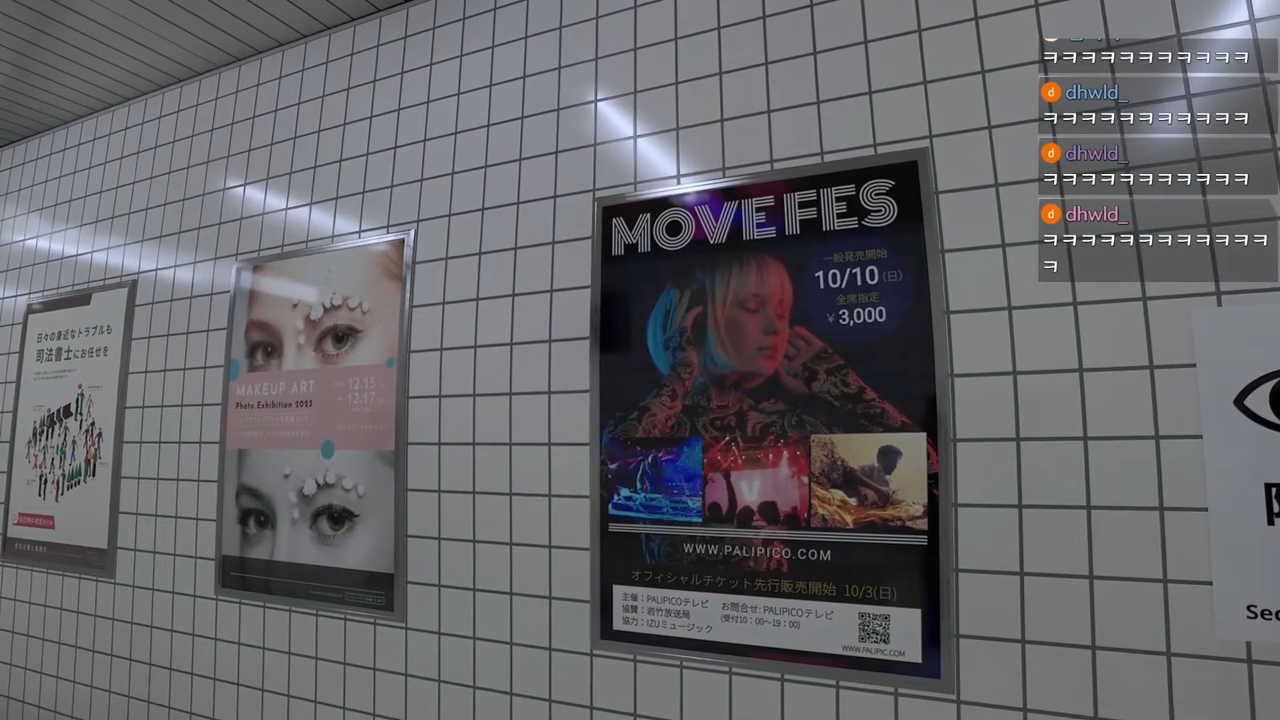 日々の身近なトラブルも
司法書士にお任せを
MAKEUP ART
Photo Exhibition 2023
12.15
- 12.17
MOVE FES
一般発売開始
10/10(日)
全席指定
¥3,000
V
WWW.PALIPICO.COM
オフィシャルチケット先行販売開始 10/3(日)
主催:PALIPICOテレビ
協賛:岩竹放送局
協力:IZUミュージック
お問合せ: PALIPICOテレビ
(受付10:00〜19:00)
WWW.PALIPIC.COM
ㅋㅋㅋㅋㅋㅋㅋㅋㅋㅋㅋ
d dhwld_
ㅋㅋㅋㅋㅋㅋㅋㅋㅋㅋㅋ
d dhwld_
ㅋㅋㅋㅋㅋㅋㅋㅋㅋㅋㅋ
d dhwld_
ㅋㅋㅋㅋㅋㅋㅋㅋㅋㅋㅋㅋ
ㅋ
Sec